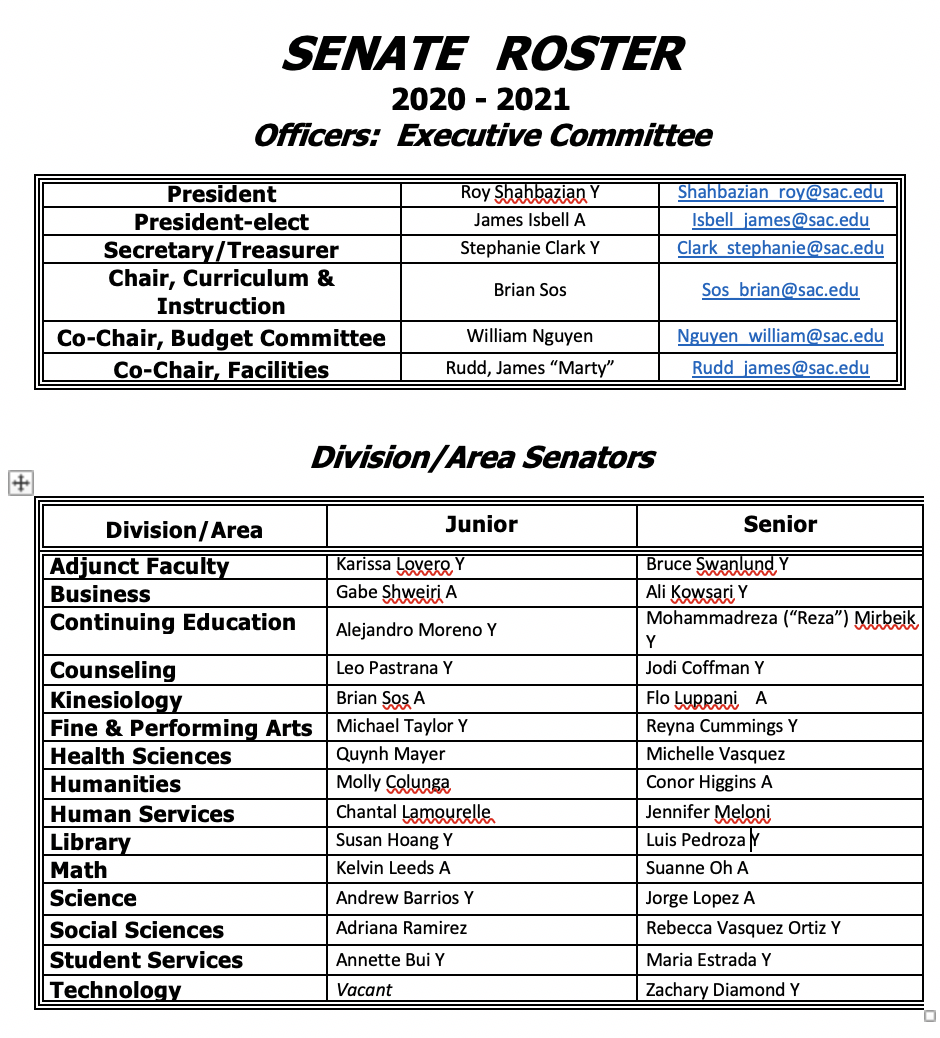 SENATE ROSTER
2020 - 2021
Officers: Executive Committee
President Roy Shahbazian Y Shahbazian_roy@sac.edu
President-elect James Isbell A Isbell_james@sac.edu
Secretary/Treasurer Stephanie Clark Y Clark_stephanie@sac.edu
Chair, Curriculum &
Instruction Brian Sos Sos_brian@sac.edu
Co-Chair, Budget Committee William Nguyen Nguyen_william@sac.edu
Co-Chair, Facilities Rudd, James “Marty” Rudd_james@sac.edu
Division/Area Senators
Division/Area Junior Senior
Adjunct Faculty Karissa Lovero Y Bruce Swanlund Y
Business Gabe Shweiri A Ali Kowsari Y
Continuing Education Alejandro Moreno Y Mohammadreza (“Reza”) Mirbeik
Y
Counseling Leo Pastrana Y Jodi Coffman Y
Kinesiology Brian Sos A Flo Luppani A
Fine & Performing Arts Michael Taylor Y Reyna Cummings Y
Health Sciences Quynh Mayer Michelle Vasquez
Humanities Molly Colunga Conor Higgins A
Human Services Chantal Lamourelle Jennifer Meloni
Library Susan Hoang Y Luis Pedroza Y
Math Kelvin Leeds A Suanne Oh A
Science Andrew Barrios Y Jorge Lopez A
Social Sciences Adriana Ramirez Rebecca Vasquez Ortiz Y
Student Services Annette Bui Y Maria Estrada Y
Technology Vacant Zachary Diamond Y